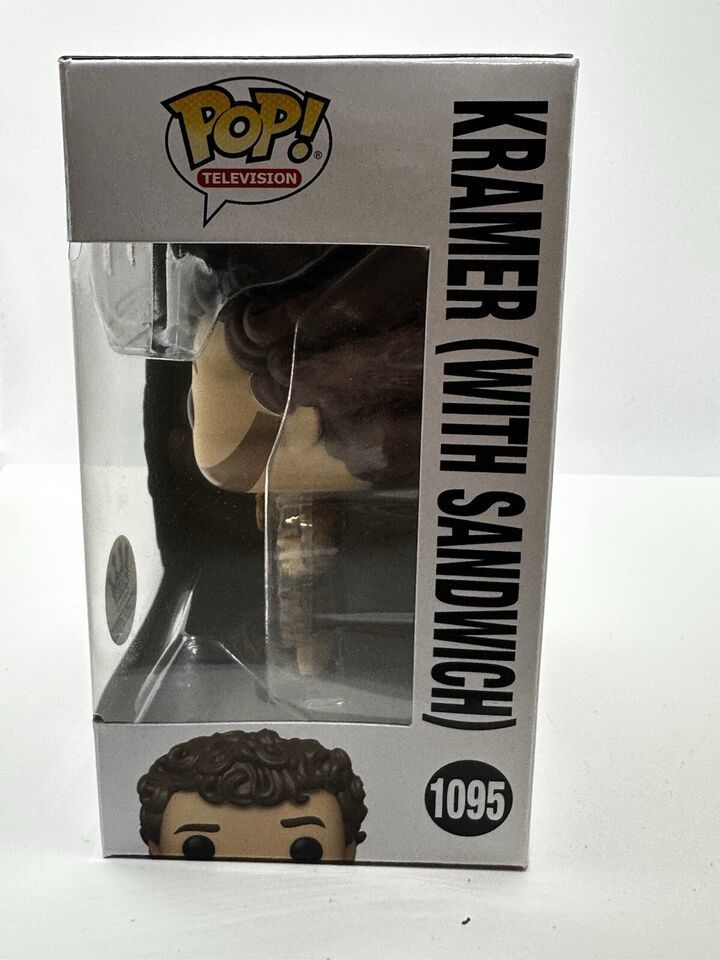 POP!
®
TELEVISION
KRAMER (WITH SANDWICH)
1095